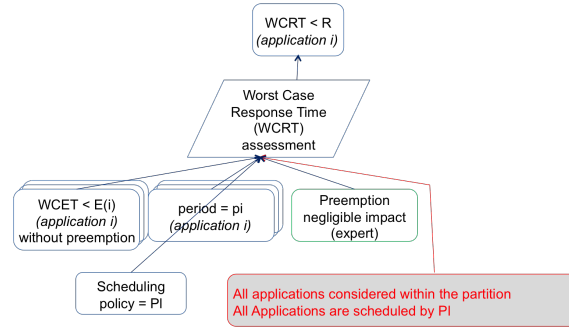 WCRT < R
(application i)
Worst Case
Response Time
(WCRT)
assessment
WCET < E(i)
(application i)
without preemption
period = pi
(application i)
Preemption
negligible impact
(expert)
Scheduling
policy = Pl
All applications considered within the partition
All Applications are scheduled by Pl